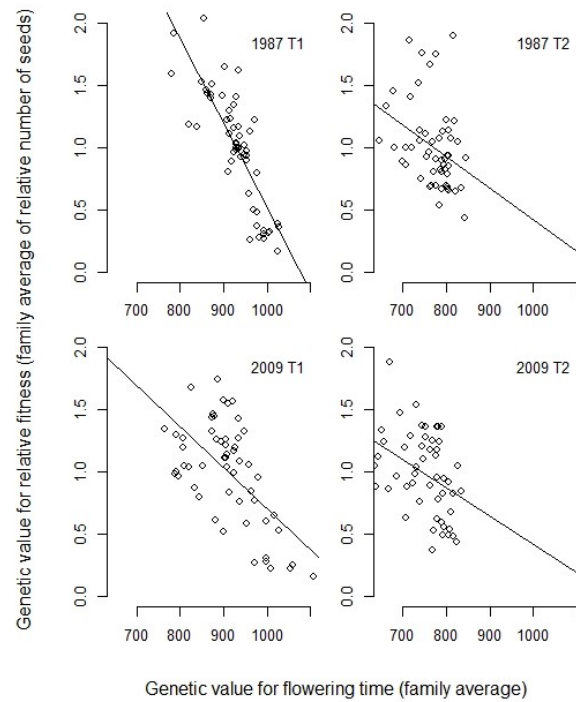 Genetic value for relative fitness (family average of relative number of seeds)
1987 T1
2.0
1.5
1.0
0.5
0.0
700 800 900 1000
1987 T2
2.0
1.5
1.0
0.5
0.0
700 800 900 1000
2009 T1
2.0
1.5
1.0
0.5
0.0
700 800 900 1000
2009 T2
2.0
1.5
1.0
0.5
0.0
700 800 900 1000
Genetic value for flowering time (family average)